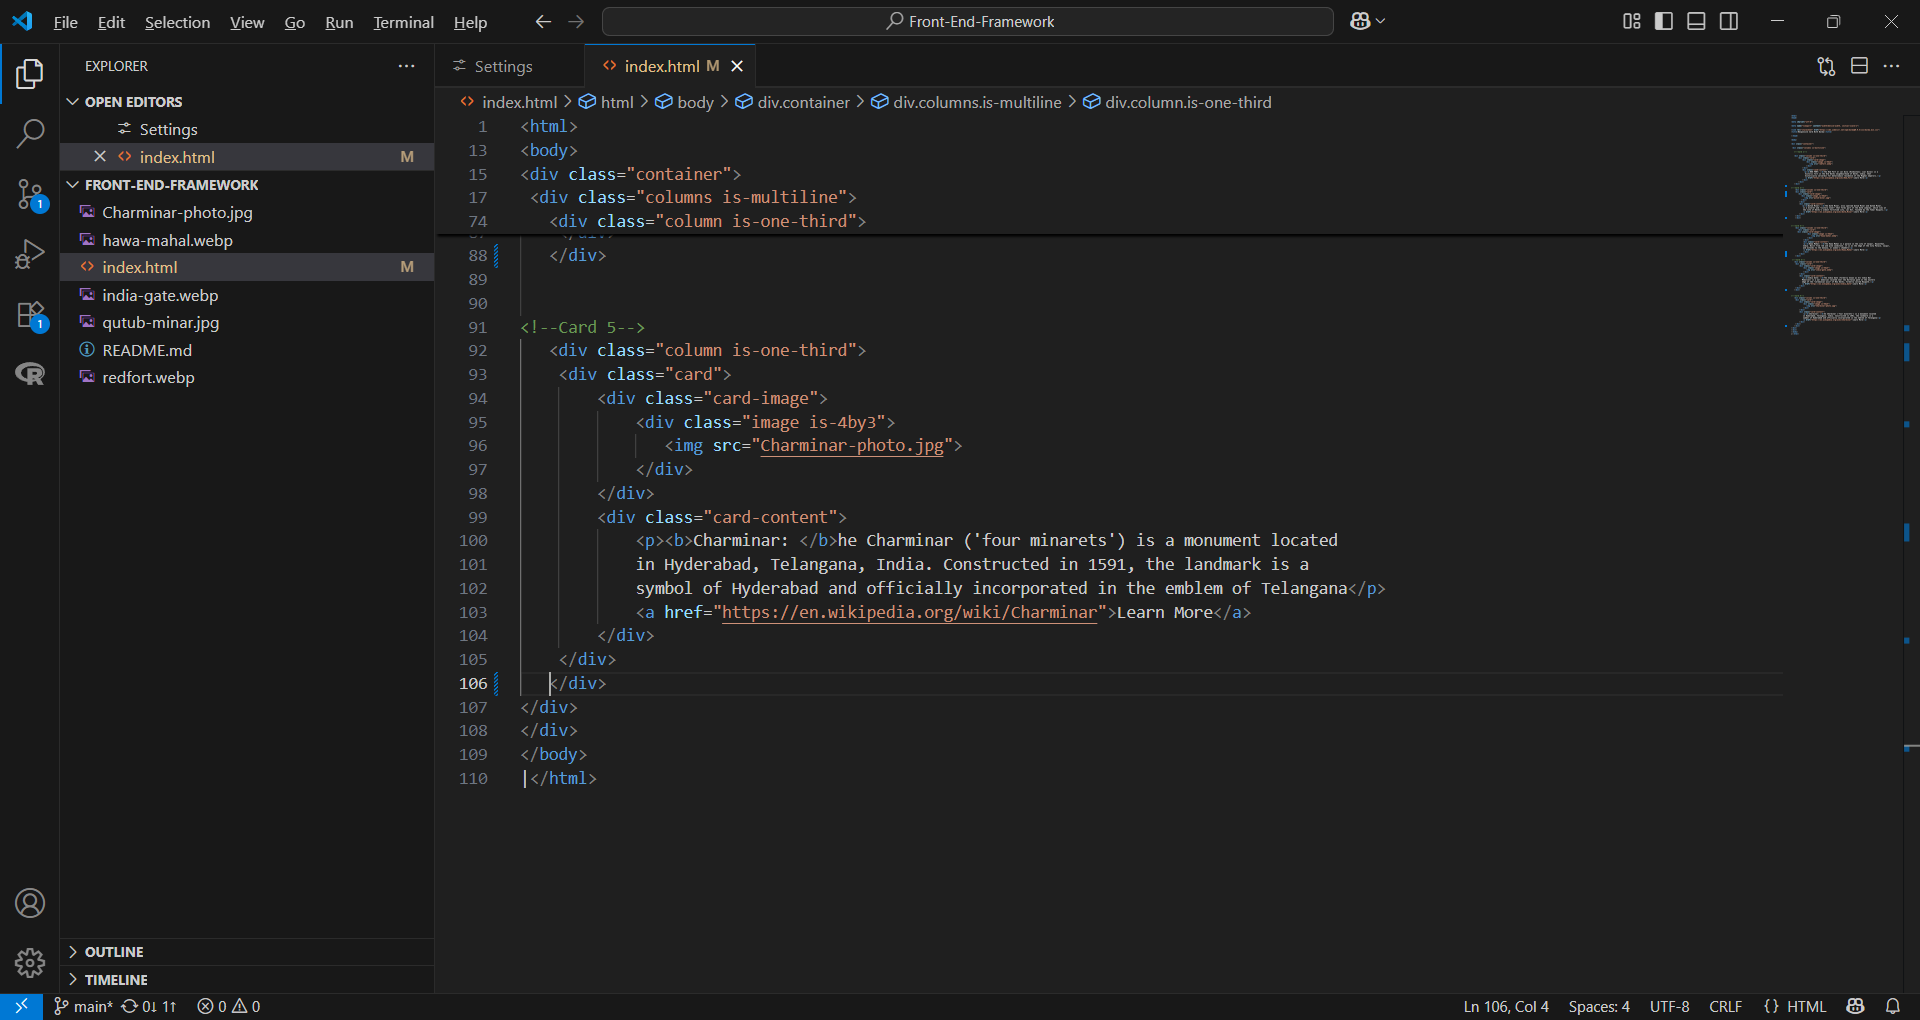 File Edit Selection View Go Run Terminal Help
Front-End-Framework
EXPLORER
OPEN EDITORS
Settings
index.html M
FRONT-END-FRAMEWORK
Charminar-photo.jpg
hawa-mahal.webp
index.html M
india-gate.webp
qutub-minar.jpg
README.md
redfort.webp
1
1
OUTLINE
TIMELINE
Settings index.html M
index.html > html > body > div.container > div.columns.is-multiline > div.column.is-one-third
1 <html>
13 <body>
15 <div class="container">
17 <div class="columns is-multiline">
74 <div class="column is-one-third">
88 </div>
89
90
91 <!--Card 5-->
92 <div class="column is-one-third">
93 <div class="card">
94 <div class="card-image">
95 <div class="image is-4by3">
96 <img src="Charminar-photo.jpg">
97 </div>
98 </div>
99 <div class="card-content">
100 <p><b>Charminar: </b>he Charminar ('four minarets') is a monument located
101 in Hyderabad, Telangana, India. Constructed in 1591, the landmark is a
102 symbol of Hyderabad and officially incorporated in the emblem of Telangana</p>
103 <a href="https://en.wikipedia.org/wiki/Charminar">Learn More</a>
104 </div>
105 </div>
106 </div>
107 </div>
108 </div>
109 </body>
110 </html>
main* 0↓ 1↑ 0 0
Ln 106, Col 4 Spaces: 4 UTF-8 CRLF {} HTML